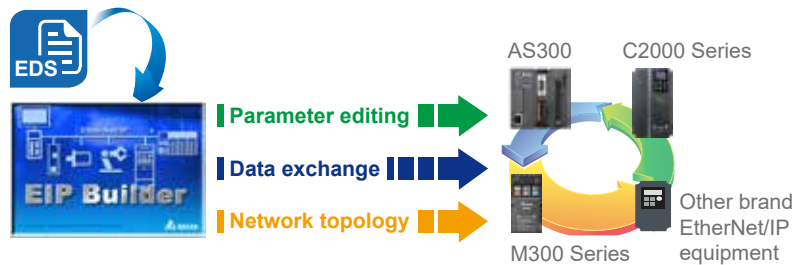 EDS
EIP Builder
Parameter editing
Data exchange
Network topology
AS300
C2000 Series
M300 Series
Other brand
EtherNet/IP
equipment